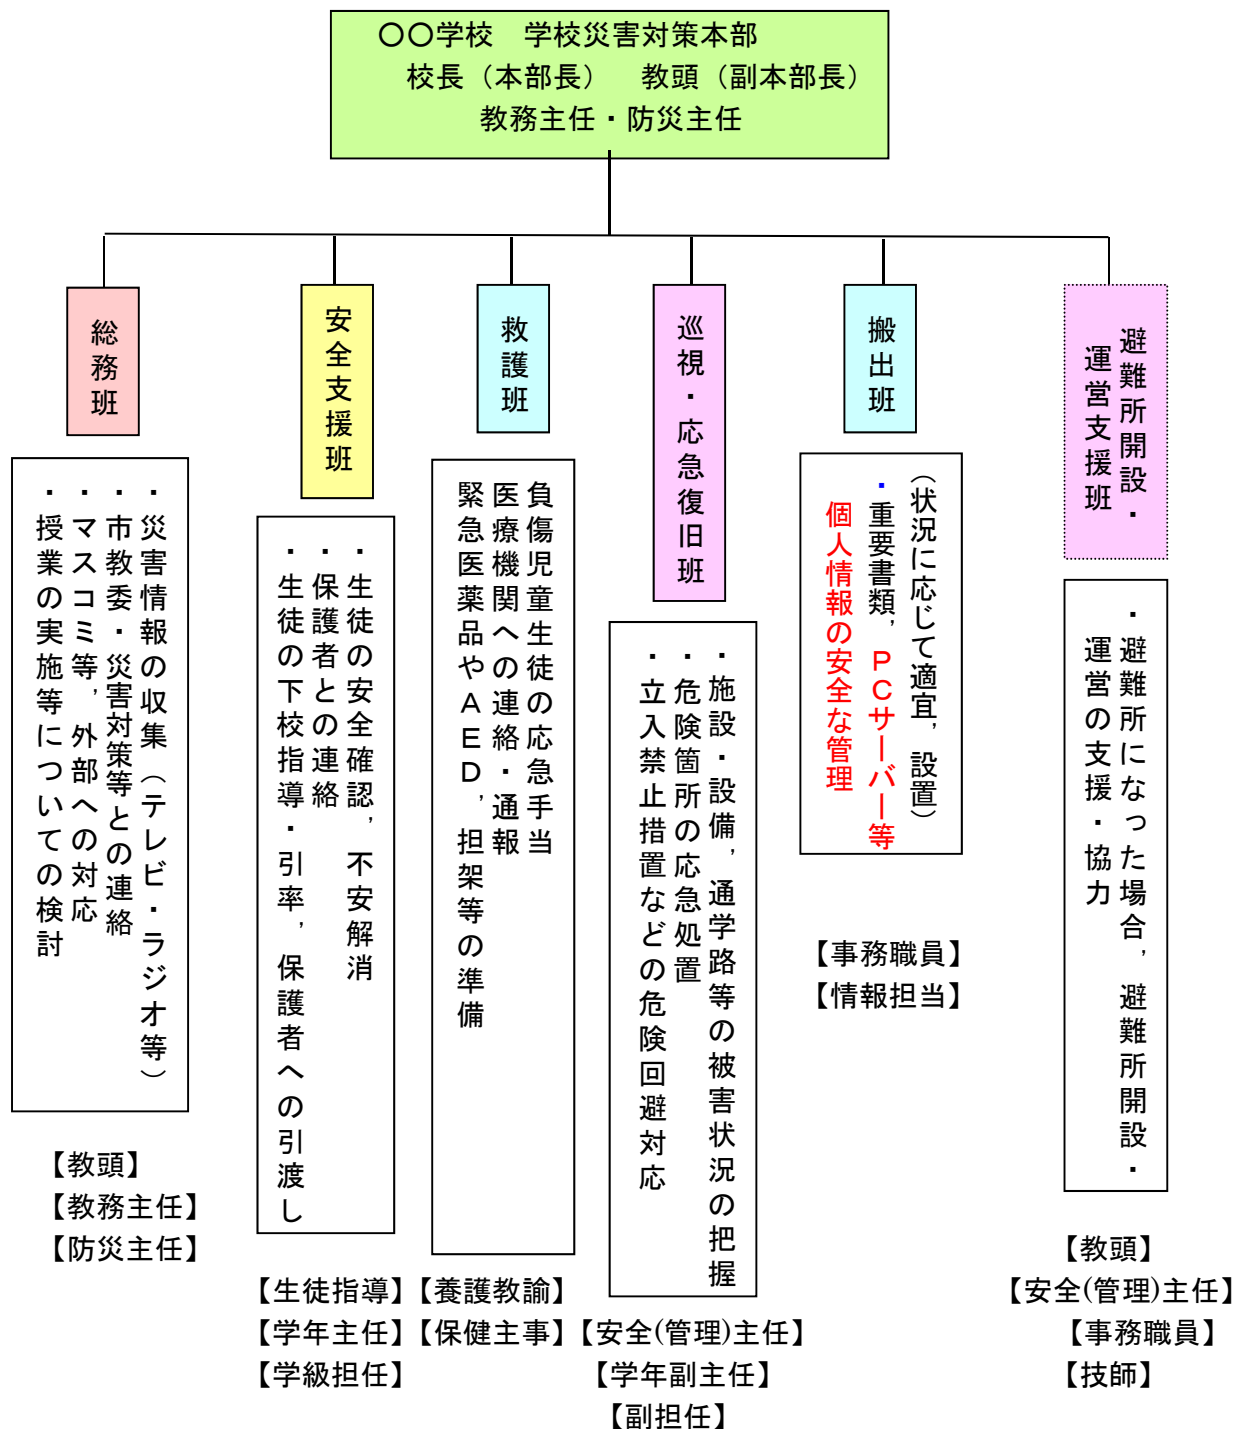 〇〇学校　学校災害対策本部
校長（本部長）　教頭（副本部長）
教務主任・防災主任
総務班
・災害情報の収集（テレビ・ラジオ等）
・市教委・災害対策等との連絡
・マスコミ等，外部への対応
・授業の実施等についての検討
【教頭】
【教務主任】
【防災主任】
安全支援班
・生徒の安全確認，不安解消
・保護者との連絡
・生徒の下校指導・引率，保護者への引渡し
【生徒指導】
【学年主任】
【学級担任】
救護班
負傷児童生徒の応急手当
医療機関への連絡・通報
緊急医薬品やＡＥＤ，担架等の準備
【養護教諭】
【保健主事】
巡視・応急復旧班
・施設・設備，通学路等の被害状況の把握
・危険箇所の応急処置
・立入禁止措置などの危険回避対応
【安全(管理)主任】
【学年副主任】
【副担任】
搬出班
（状況に応じて適宜，設置）
・重要書類，ＰＣサーバー等
個人情報の安全な管理
【事務職員】
【情報担当】
避難所開設・
運営支援班
・避難所になった場合，避難所開設・
運営の支援・協力
【教頭】
【安全(管理)主任】
【事務職員】
【技師】